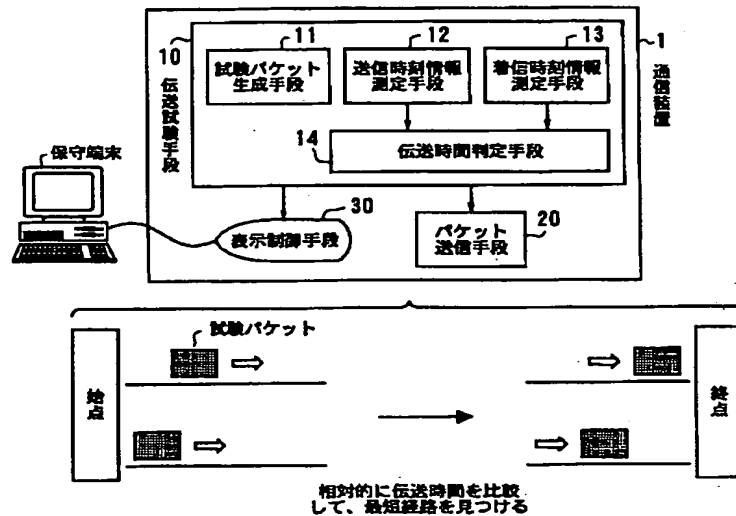 10
伝送試験手段
11
試験パケット
生成手段
12
送信時刻情報
測定手段
13
着信時刻情報
測定手段
1
通信装置
14
伝送時間判定手段
保守端末
30
表示制御手段
パケット
送信手段
20
試験パケット
始点
終点
相対的に伝送時間を比較
して、最短経路を見つける